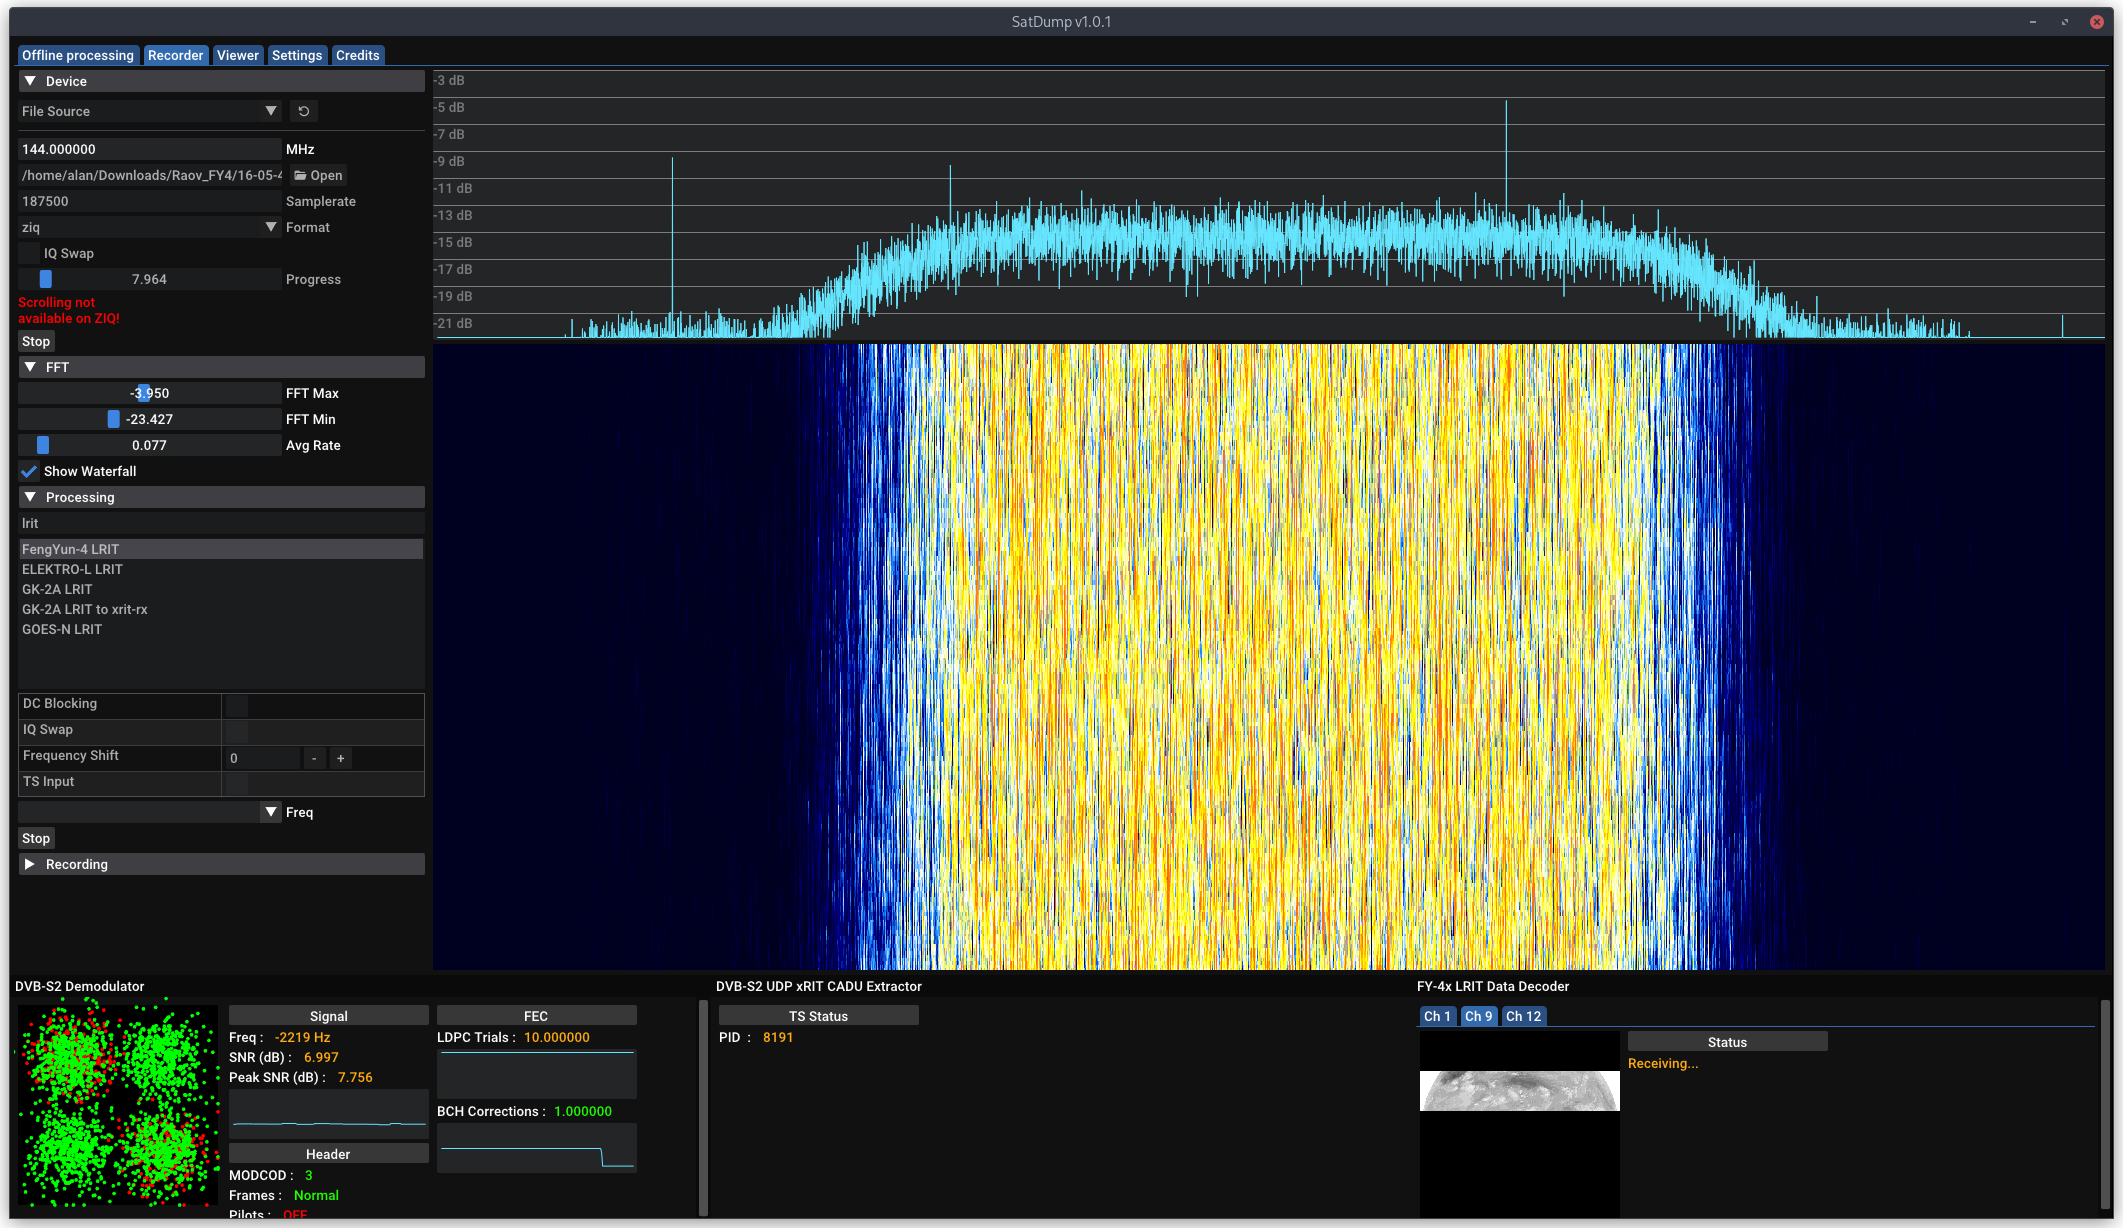 SatDump v1.0.1
Offline processing Recorder Viewer Settings Credits
Device
File Source
144.000000 MHz
/home/alan/Downloads/Raov_FY4/16-05-4 Open
187500 Samplerate
ziq Format
IQ Swap
7.964 Progress
Scrolling not
available on ZIQ!
Stop
FFT
-3.950 FFT Max
-23.427 FFT Min
0.077 Avg Rate
Show Waterfall
Processing
lrit
FengYun-4 LRIT
ELEKTRO-L LRIT
GK-2A LRIT
GK-2A LRIT to xrit-rx
GOES-N LRIT
DC Blocking
IQ Swap
Frequency Shift 0 - +
TS Input
Freq
Stop
Recording
-3 dB
-5 dB
-7 dB
-9 dB
-11 dB
-13 dB
-15 dB
-17 dB
-19 dB
-21 dB
DVB-S2 Demodulator
Signal
Freq : -2219 Hz
SNR (dB) : 6.997
Peak SNR (dB) : 7.756
Header
MODCOD : 3
Frames : Normal
Pilots : OFF
FEC
LDPC Trials : 10.000000
BCH Corrections : 1.000000
DVB-S2 UDP xRIT CADU Extractor
TS Status
PID : 8191
FY-4x LRIT Data Decoder
Ch 1 Ch 9 Ch 12
Status
Receiving...